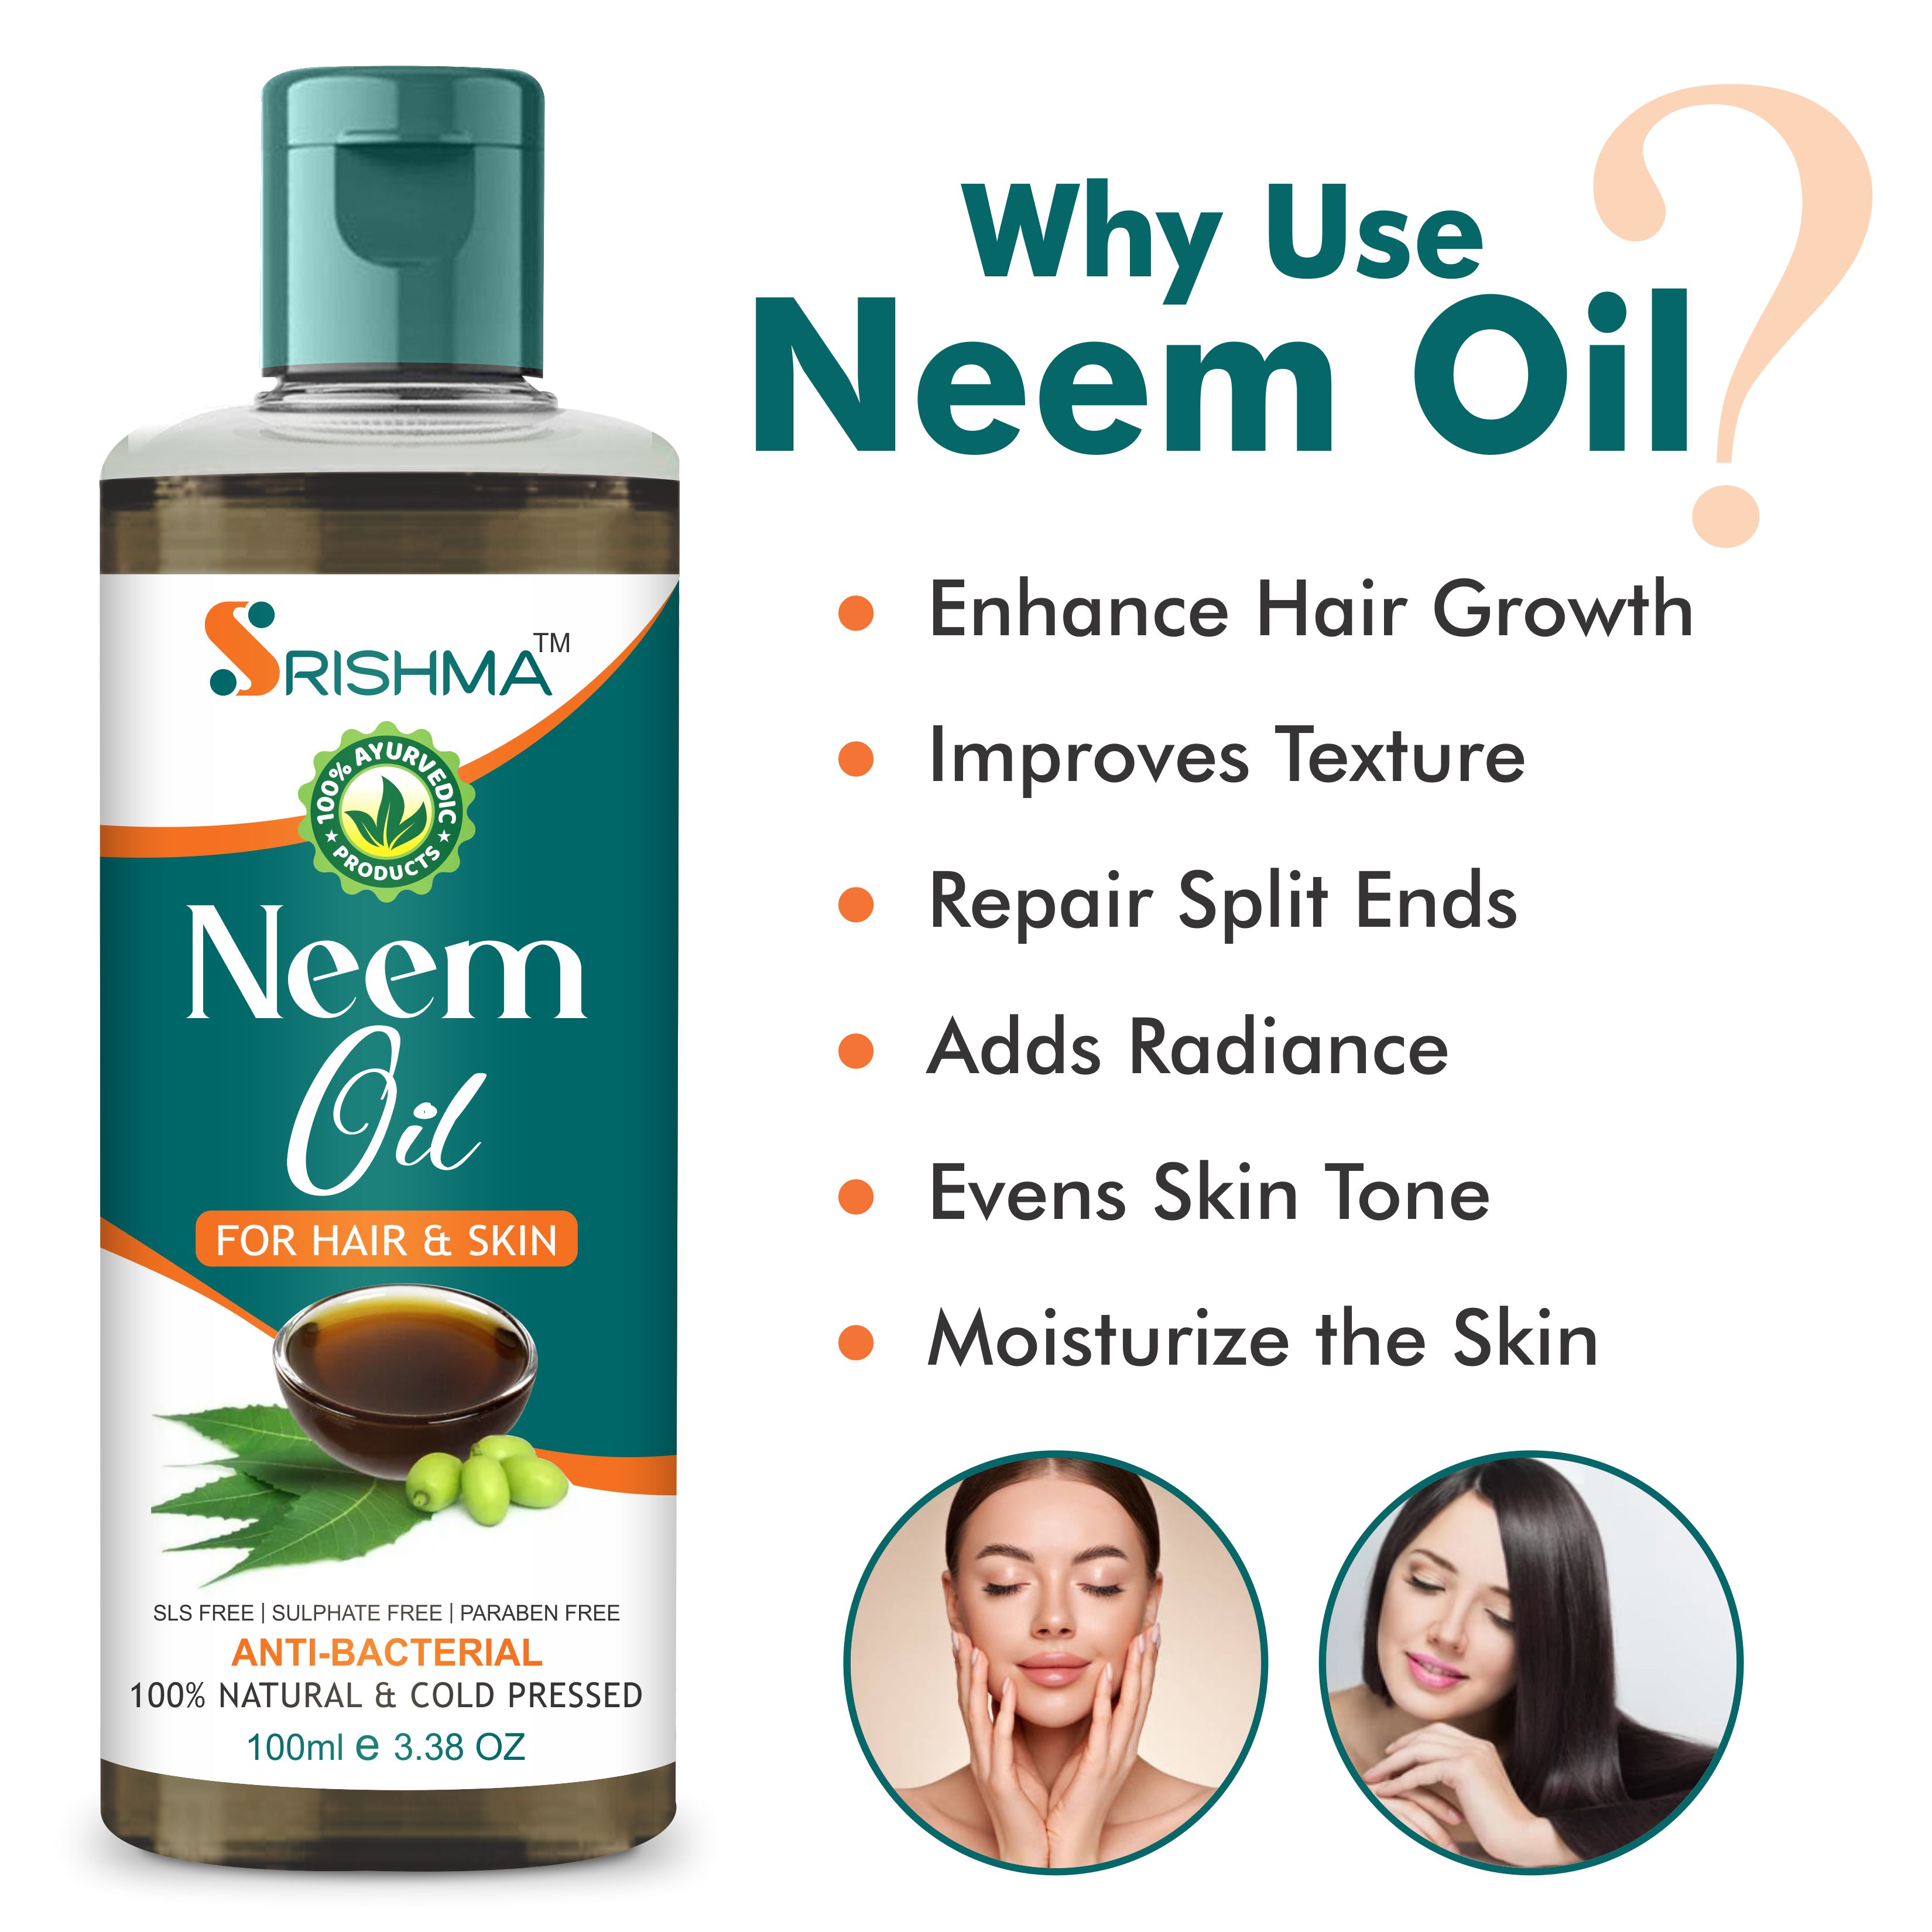 SRISHMA™
100% AYURVEDIC
★ PRODUCTS ★
Neem
Oil
FOR HAIR & SKIN
SLS FREE | SULPHATE FREE | PARABEN FREE
ANTI-BACTERIAL
100% NATURAL & COLD PRESSED
100ml e 3.38 OZ
Why Use
Neem Oil?
• Enhance Hair Growth
• Improves Texture
• Repair Split Ends
• Adds Radiance
• Evens Skin Tone
• Moisturize the Skin